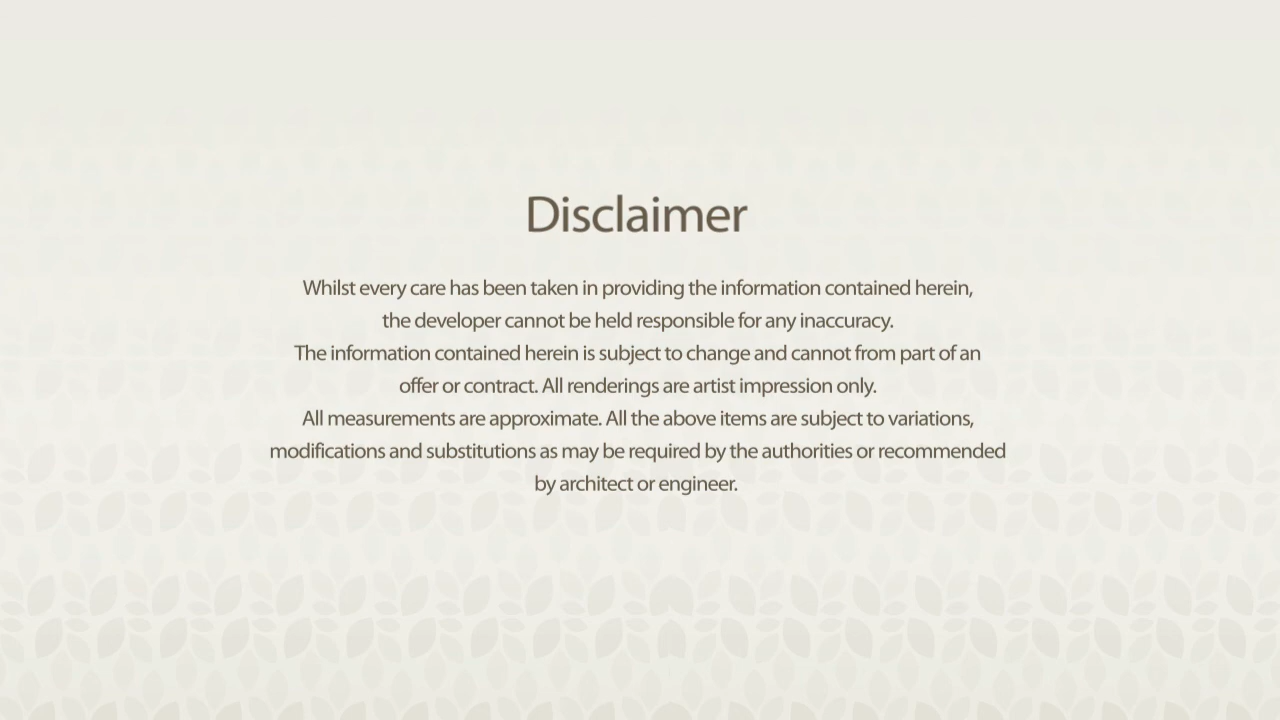 Disclaimer
Whilst every care has been taken in providing the information contained herein,
the developer cannot be held responsible for any inaccuracy.
The information contained herein is subject to change and cannot from part of an
offer or contract. All renderings are artist impression only.
All measurements are approximate. All the above items are subject to variations,
modifications and substitutions as may be required by the authorities or recommended
by architect or engineer.